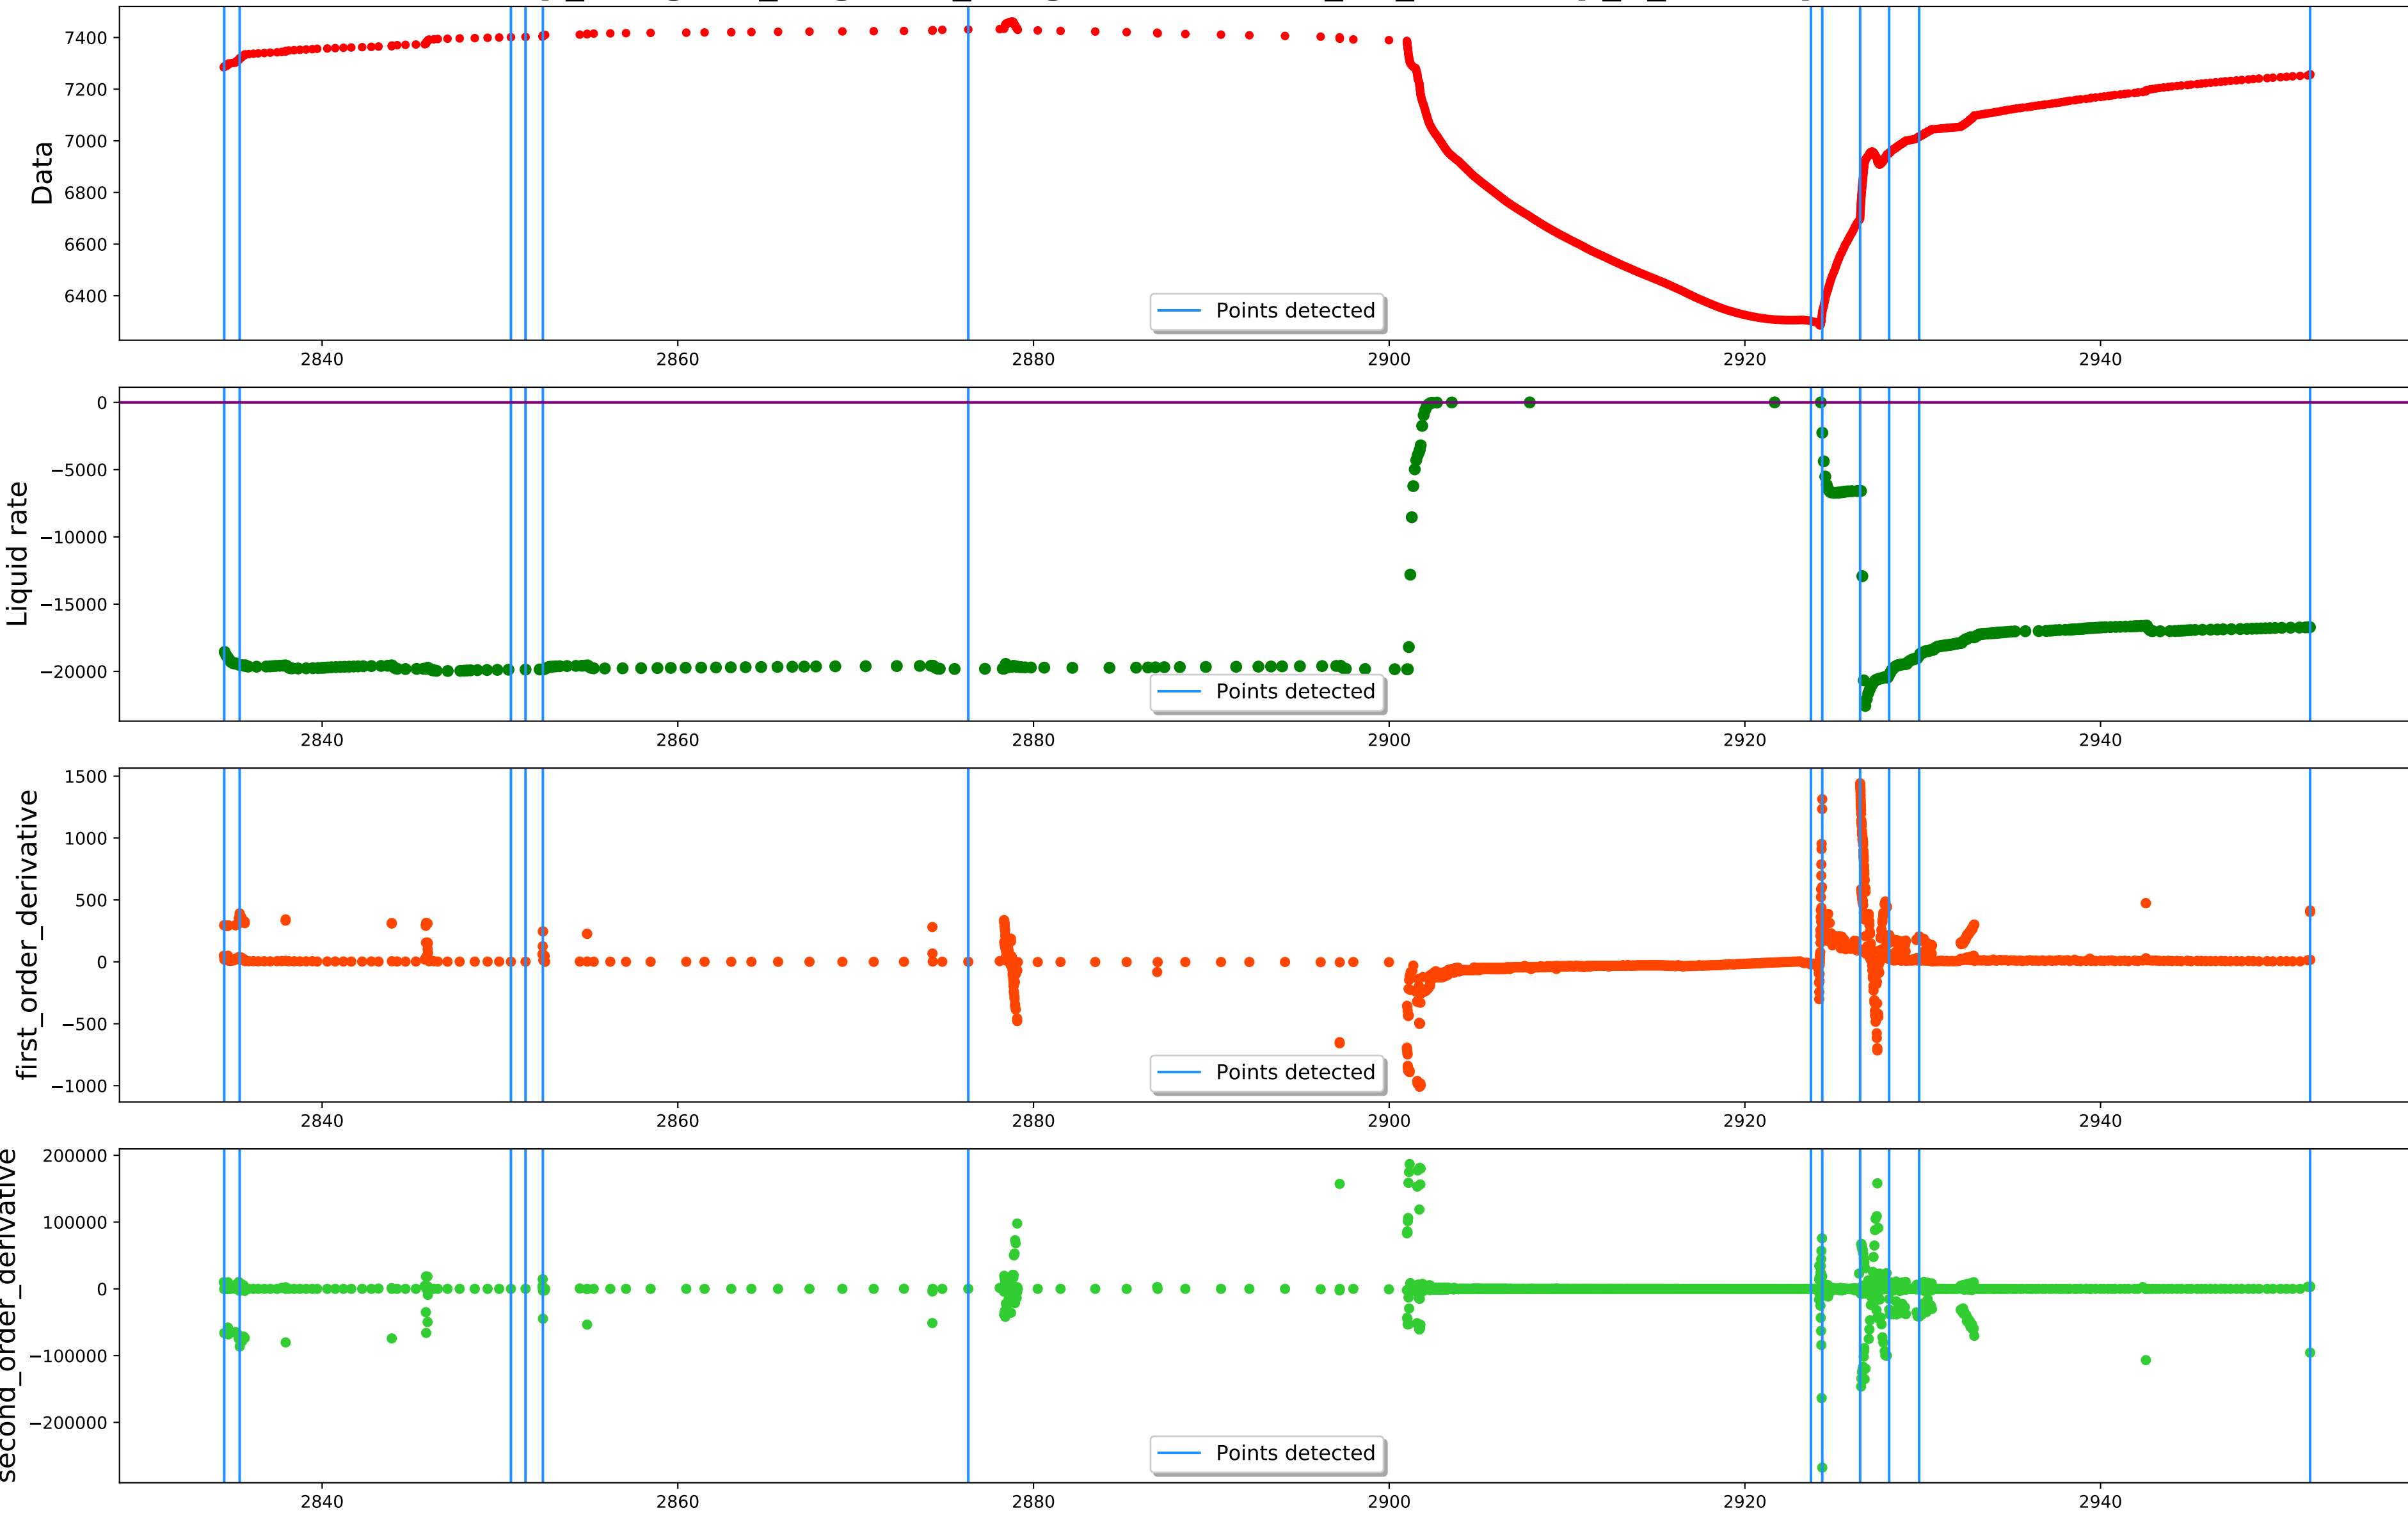 7400
7200
7000
6800
6600
6400
Data
Points detected
2840 2860 2880 2900 2920 2940
0
−5000
−10000
−15000
−20000
Liquid rate
Points detected
2840 2860 2880 2900 2920 2940
1500
1000
500
0
−500
−1000
first_order_derivative
Points detected
2840 2860 2880 2900 2920 2940
200000
100000
0
−100000
−200000
second_order_derivative
Points detected
2840 2860 2880 2900 2920 2940